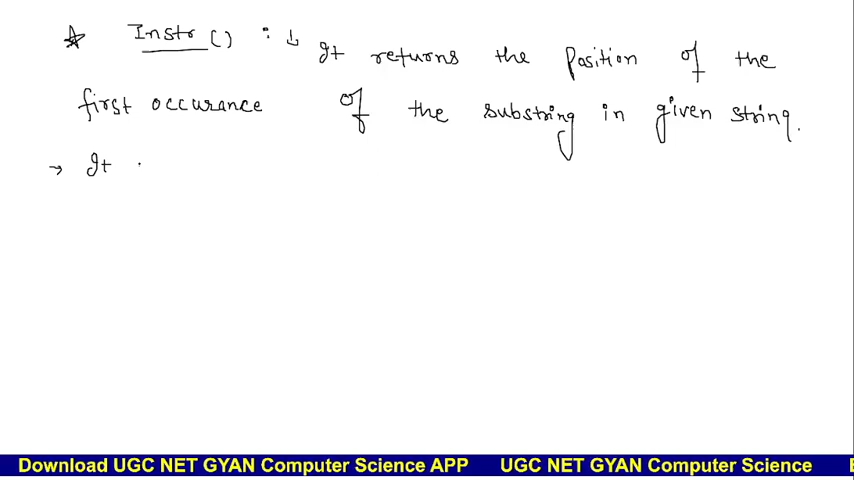 ☆ Instr() : ↓ It returns the position of the
first occurance of the substring in given string.
→ It
Download UGC NET GYAN Computer Science APP UGC NET GYAN Computer Science E